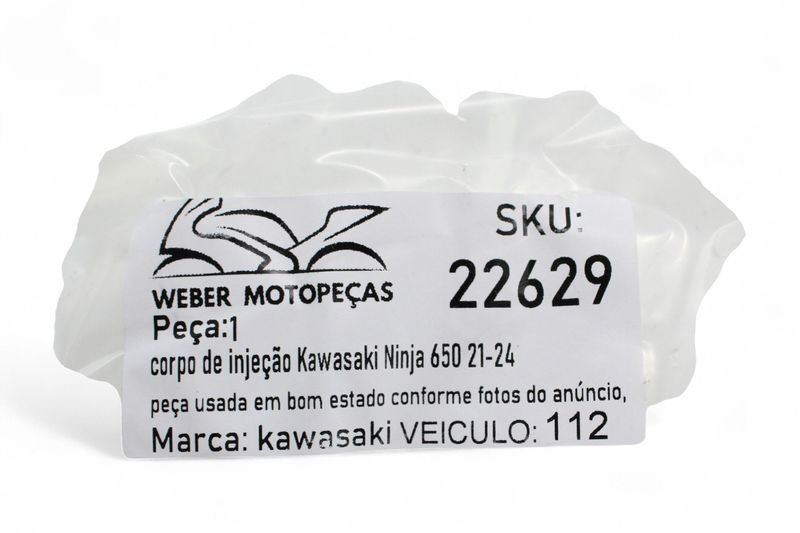 SKU:
22629
WEBER MOTOPEÇAS
Peça:1
corpo de injeção Kawasaki Ninja 650 21-24
peça usada em bom estado conforme fotos do anúncio,
Marca: kawasaki VEICULO: 112